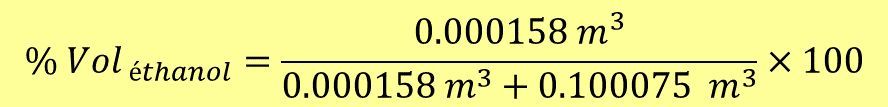 % Vol éthanol = 0.000158 m³ / 0.000158 m³ + 0.100075 m³ × 100